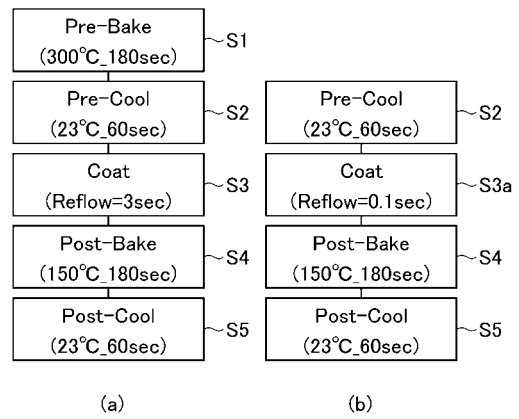 Pre-Bake
(300℃_180sec)
S1
Pre-Cool
(23℃_60sec)
S2
Coat
(Reflow=3sec)
S3
Post-Bake
(150℃_180sec)
S4
Post-Cool
(23℃_60sec)
S5
(a)
Pre-Cool
(23℃_60sec)
S2
Coat
(Reflow=0.1sec)
S3a
Post-Bake
(150℃_180sec)
S4
Post-Cool
(23℃_60sec)
S5
(b)